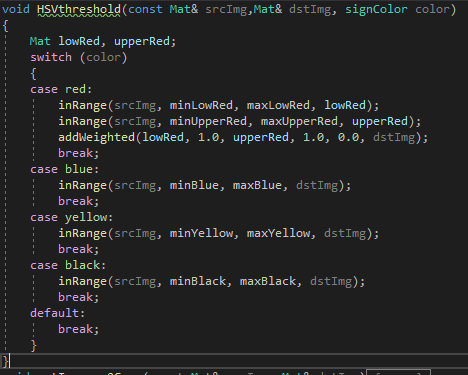 void HSVthreshold(const Mat& srcImg,Mat& dstImg, signColor color)
{
    Mat lowRed, upperRed;
    switch (color)
    {
    case red:
        inRange(srcImg, minLowRed, maxLowRed, lowRed);
        inRange(srcImg, minUpperRed, maxUpperRed, upperRed);
        addWeighted(lowRed, 1.0, upperRed, 1.0, 0.0, dstImg);
        break;
    case blue:
        inRange(srcImg, minBlue, maxBlue, dstImg);
        break;
    case yellow:
        inRange(srcImg, minYellow, maxYellow, dstImg);
        break;
    case black:
        inRange(srcImg, minBlack, maxBlack, dstImg);
        break;
    default:
        break;
    }
}